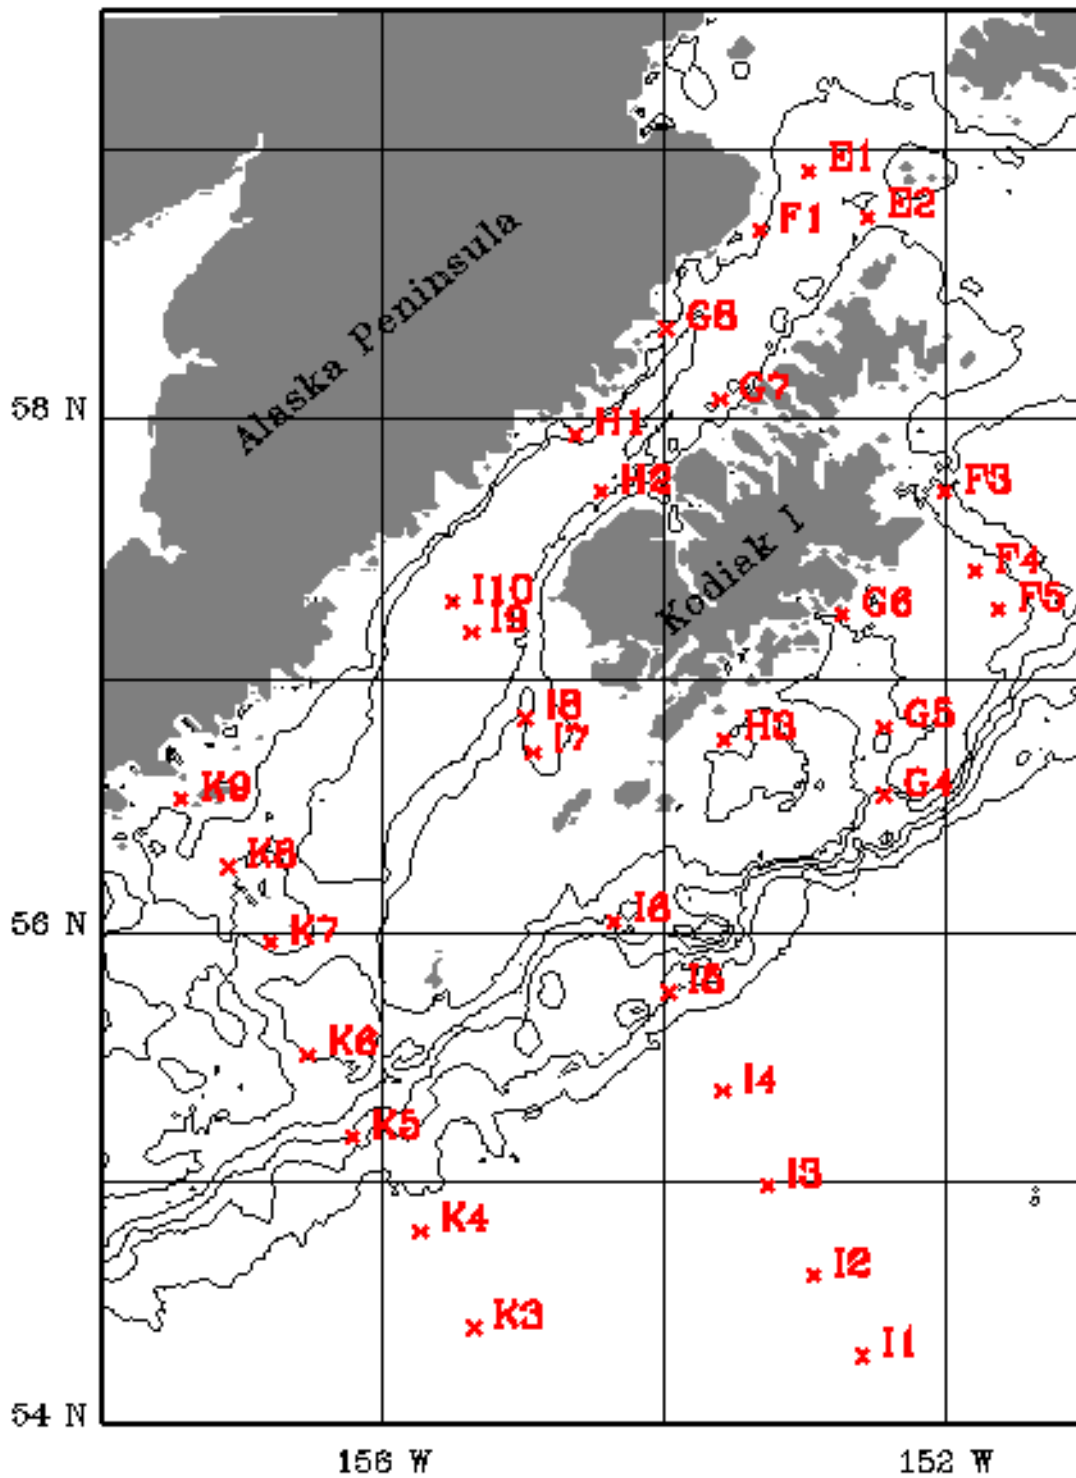 E1
E2
F1
Alaska Peninsula
G8
G7
58 N
H1
H2
F3
Kodiak I
F4
I10
F5
G6
I9
I8
G5
I7
H3
K9
G4
K8
I6
56 N
K7
I5
K6
I4
K5
I3
K4
I2
K3
I1
54 N
156 W
152 W